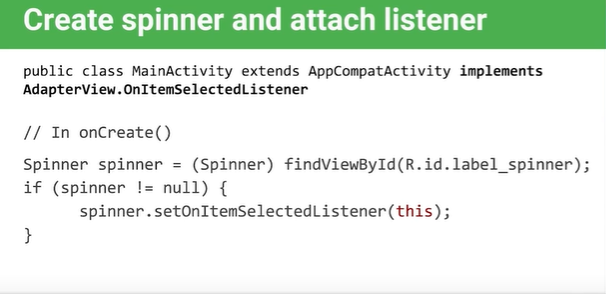 Create spinner and attach listener
public class MainActivity extends AppCompatActivity implements
AdapterView.OnItemSelectedListener
// In onCreate()
Spinner spinner = (Spinner) findViewById(R.id.label_spinner);
if (spinner != null) {
spinner.setOnItemSelectedListener(this);
}